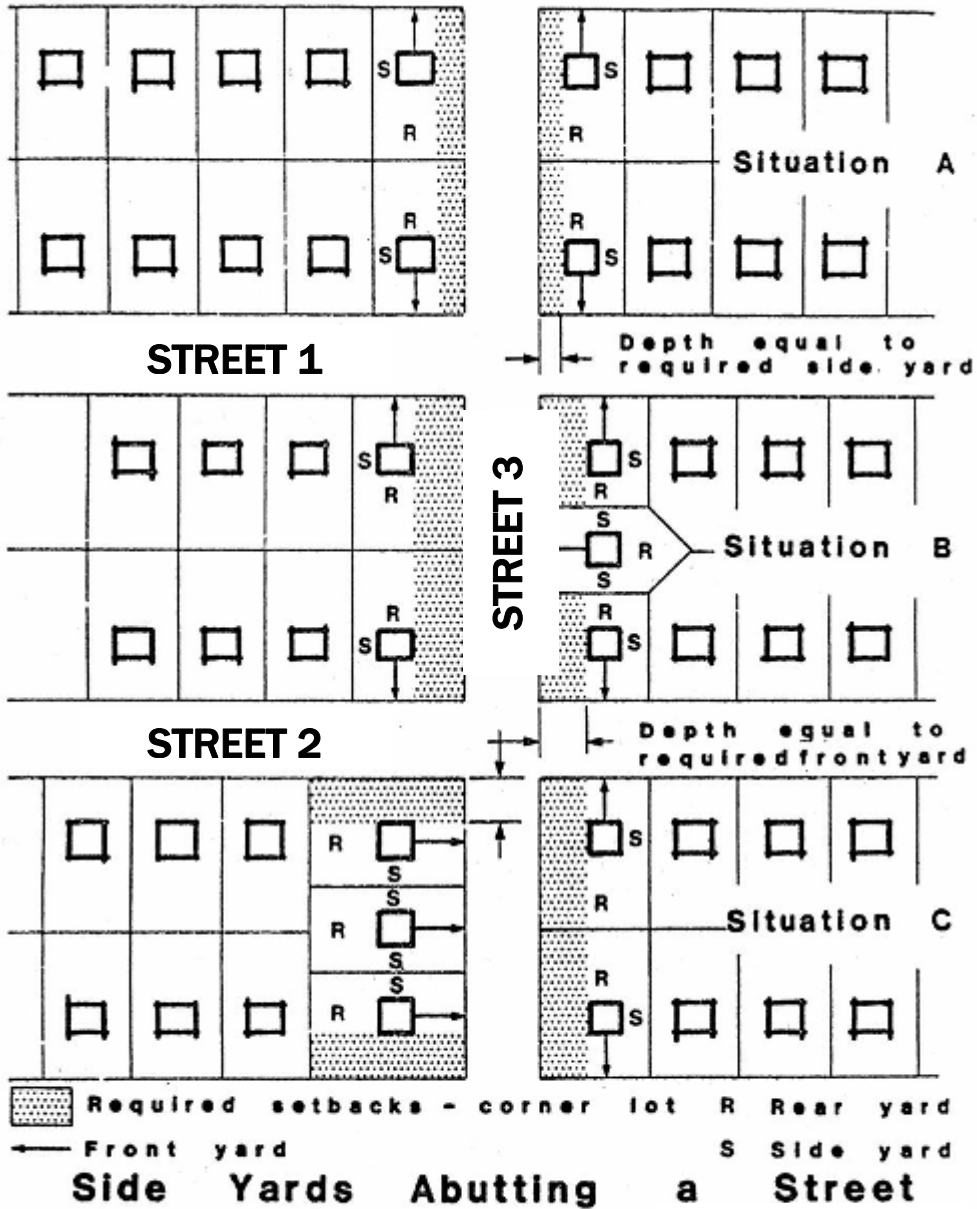 S S
R R
Situation A
R R
S S
STREET 1
Depth equal to
required side yard
S S
R R
STREET 3
S
R
S
Situation B
R R
S S
STREET 2
Depth equal to
required front yard
R
S
S
R
S
S
R
S
R
Situation C
R
S
Required setbacks - corner lot R Rear yard
Front yard S Side yard
Side Yards Abutting a Street